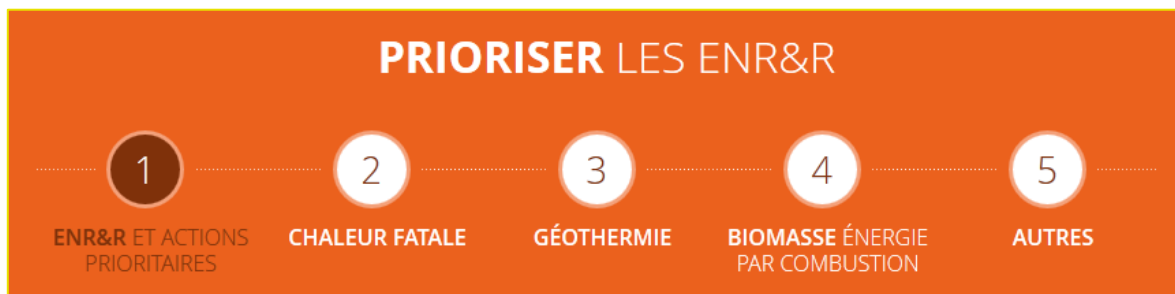 PRIORISER LES ENR&R
1
2
3
4
5
ENR&R ET ACTIONS
PRIORITAIRES
CHALEUR FATALE
GÉOTHERMIE
BIOMASSE ÉNERGIE
PAR COMBUSTION
AUTRES